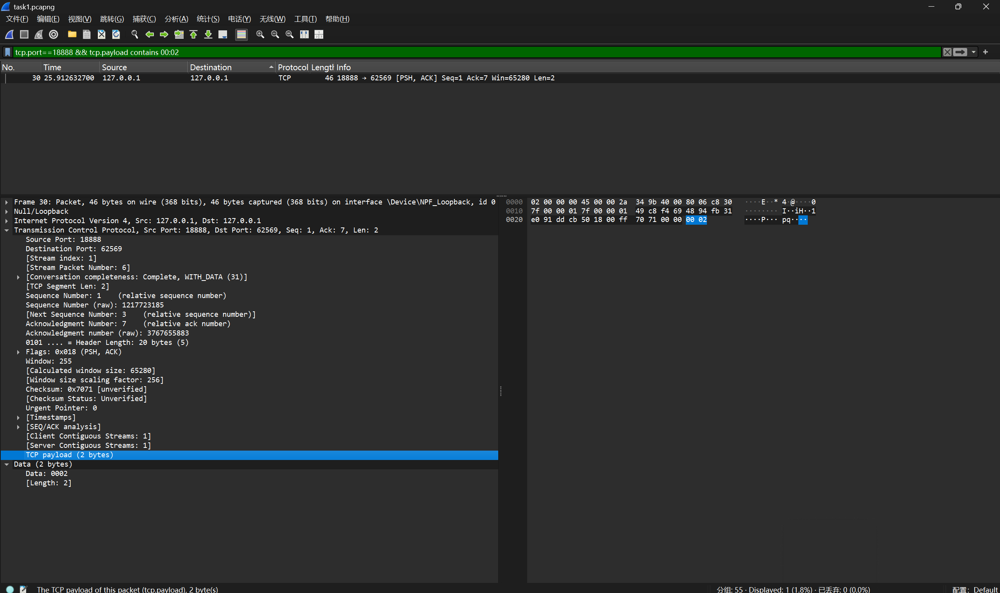 task1.pcapng
文件(F) 编辑(E) 视图(V) 跳转(G) 捕获(C) 分析(A) 统计(S) 电话(Y) 无线(W) 工具(T) 帮助(H)
tcp.port==18888 && tcp.payload contains 00:02
No. Time Source Destination Protocol Length Info
30 25.912632700 127.0.0.1 127.0.0.1 TCP 46 18888 → 62569 [PSH, ACK] Seq=1 Ack=7 Win=65280 Len=2
Frame 30: Packet, 46 bytes on wire (368 bits), 46 bytes captured (368 bits) on interface \Device\NPF_Loopback, id 0
Null/Loopback
Internet Protocol Version 4, Src: 127.0.0.1, Dst: 127.0.0.1
Transmission Control Protocol, Src Port: 18888, Dst Port: 62569, Seq: 1, Ack: 7, Len: 2
Source Port: 18888
Destination Port: 62569
[Stream index: 1]
[Stream Packet Number: 6]
[Conversation completeness: Complete, WITH_DATA (31)]
[TCP Segment Len: 2]
Sequence Number: 1 (relative sequence number)
Sequence Number (raw): 1217723185
[Next Sequence Number: 3 (relative sequence number)]
Acknowledgment Number: 7 (relative ack number)
Acknowledgment number (raw): 3767655883
0101 .... = Header Length: 20 bytes (5)
Flags: 0x018 (PSH, ACK)
Window: 255
[Calculated window size: 65280]
[Window size scaling factor: 256]
Checksum: 0x7071 [unverified]
[Checksum Status: Unverified]
Urgent Pointer: 0
[Timestamps]
[SEQ/ACK analysis]
[Client Contiguous Streams: 1]
[Server Contiguous Streams: 1]
TCP payload (2 bytes)
Data (2 bytes)
Data: 0002
[Length: 2]
0000 02 00 00 00 45 00 00 2a 34 9b 40 00 80 06 c8 30 ····E··* 4·@····0
0010 7f 00 00 01 7f 00 00 01 49 c8 f4 69 48 94 fb 31 ········ I··iH··1
0020 e0 91 dd cb 50 18 00 ff 70 71 00 00 00 02 ····P··· pq····
The TCP payload of this packet (tcp.payload), 2 byte(s)
分组: 55 · Displayed: 1 (1.8%) · 已丢弃: 0 (0.0%)
配置: Default